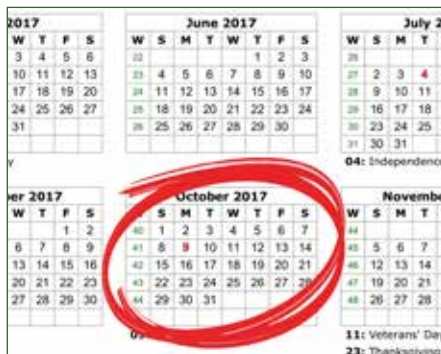 2017 June 2017 July 2
W T F S W S M T W T F S W S M T W
3 4 5 6 22 1 2 3 26
10 11 12 13 23 4 5 6 7 8 9 10 27 2 3 4
17 18 19 20 24 11 12 13 14 15 16 17 28 9 10 11
24 25 26 27 25 18 19 20 21 22 23 24 29 16 17 18
31 26 25 26 27 28 29 30 30 23 24 25
31 30 31
04: Independence
er 2017 October 2017 Novembe
W T F S S M T W T F S W S M T W
1 2 40 1 2 3 4 5 6 7 44
6 7 8 9 41 8 9 10 11 12 13 14 45 5 6 7
13 14 15 16 42 15 16 17 18 19 20 21 46 12 13 14
20 21 22 23 43 22 23 24 25 26 27 28 47 19 20 21
27 28 29 30 44 29 30 31 48 26 27 28
11: Veterans' Day
23: Thanksgiving